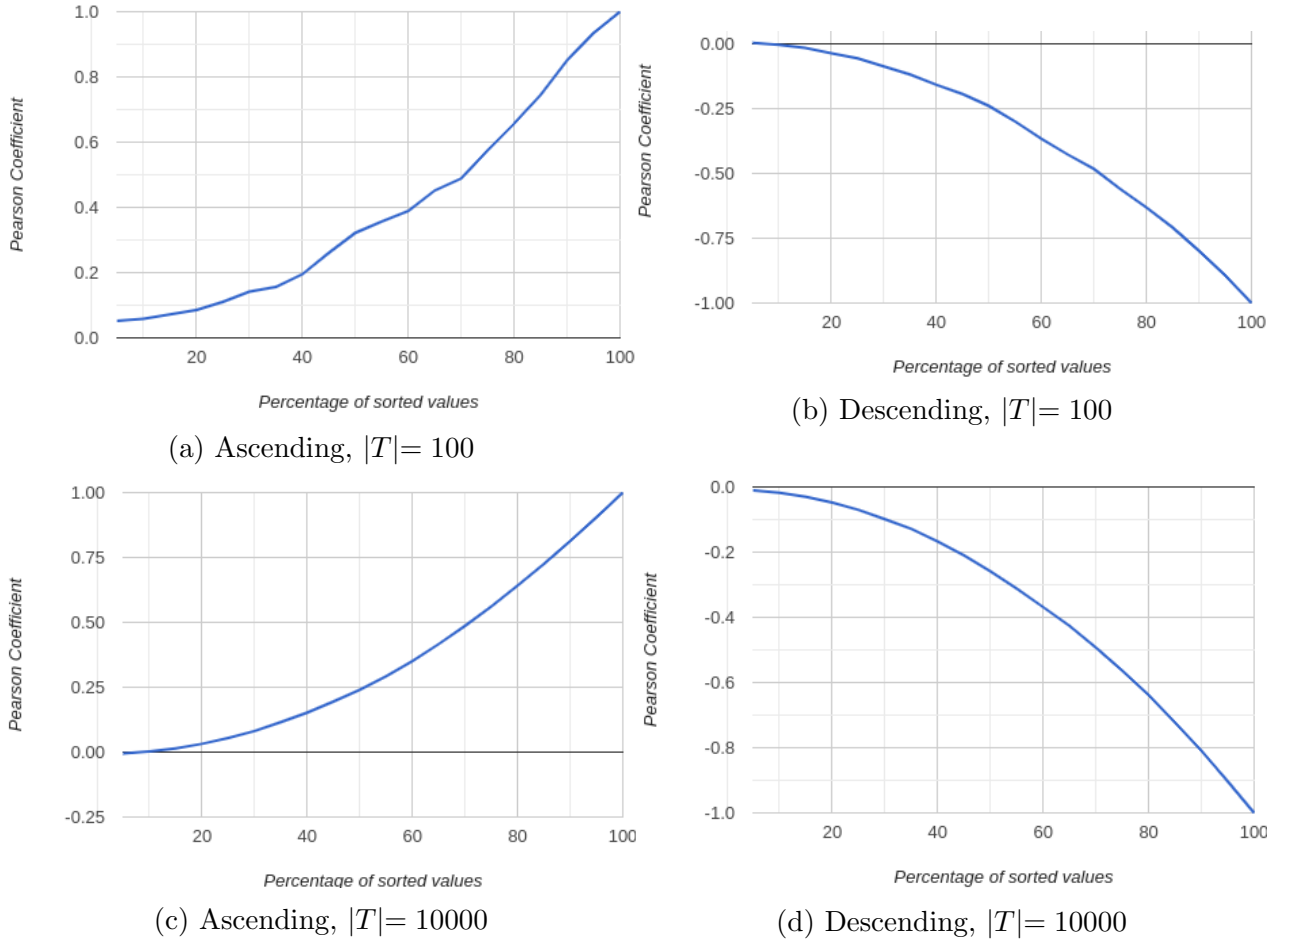 1.0
0.8
0.6
0.4
0.2
0.0
Pearson Coefficient
20 40 60 80 100
Percentage of sorted values
(a) Ascending, |T|= 100
0.00
-0.25
-0.50
-0.75
-1.00
Pearson Coefficient
20 40 60 80 100
Percentage of sorted values
(b) Descending, |T|= 100
1.00
0.75
0.50
0.25
0.00
-0.25
Pearson Coefficient
20 40 60 80 100
Percentage of sorted values
(c) Ascending, |T|= 10000
0.0
-0.2
-0.4
-0.6
-0.8
-1.0
Pearson Coefficient
20 40 60 80 100
Percentage of sorted values
(d) Descending, |T|= 10000